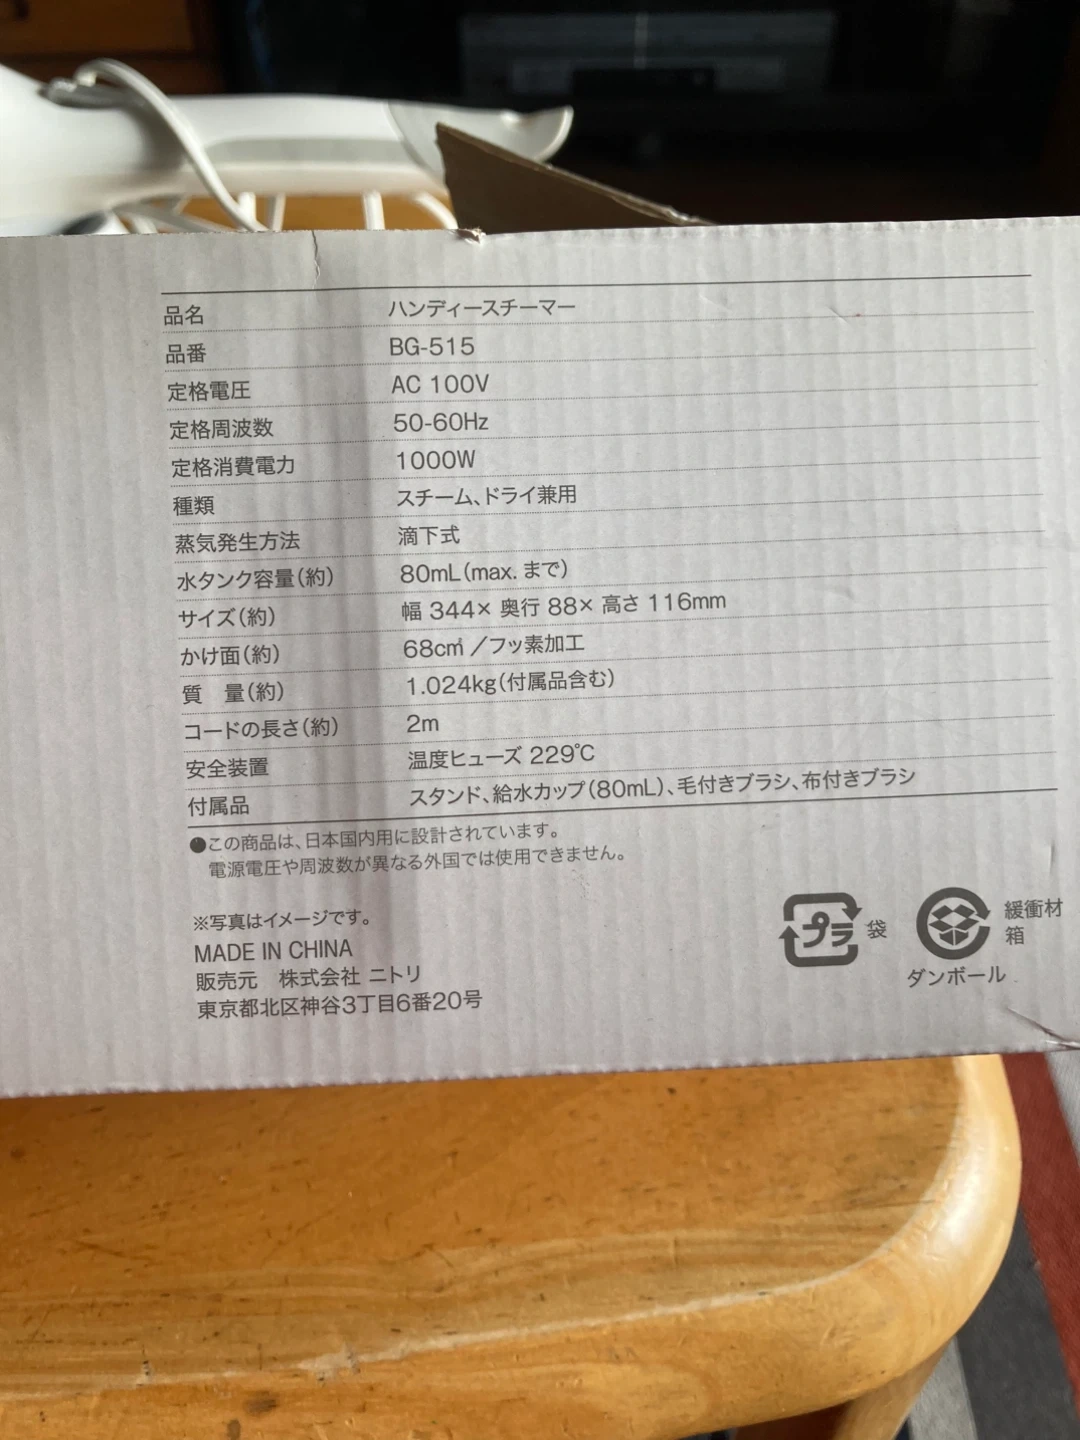 品名 ハンディースチーマー
品番 BG-515
定格電圧 AC 100V
定格周波数 50-60Hz
定格消費電力 1000W
種類 スチーム、ドライ兼用
蒸気発生方法 滴下式
水タンク容量(約) 80mL(max.まで)
サイズ(約) 幅 344× 奥行 88× 高さ 116mm
かけ面(約) 68c㎡／フッ素加工
質　量(約) 1.024kg(付属品含む)
コードの長さ(約) 2m
安全装置 温度ヒューズ 229℃
付属品 スタンド、給水カップ(80mL)、毛付きブラシ、布付きブラシ
●この商品は、日本国内用に設計されています。
電源電圧や周波数が異なる外国では使用できません。
※写真はイメージです。
MADE IN CHINA
販売元　株式会社 ニトリ
東京都北区神谷3丁目6番20号
プラ 袋
緩衝材
箱
ダンボール